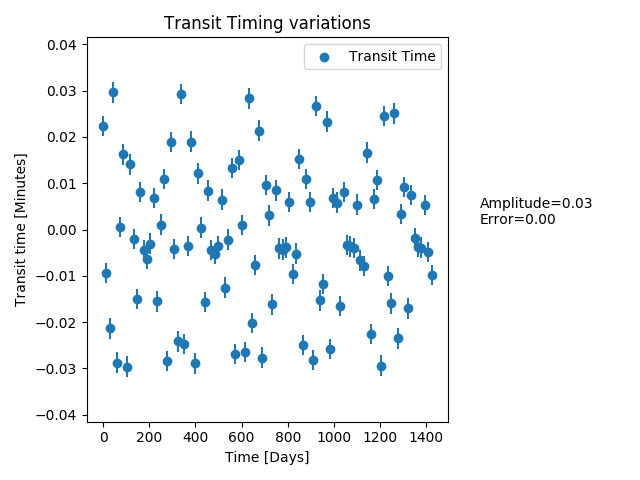 Transit Timing variations
Transit Time
Transit time [Minutes]
0.04
0.03
0.02
0.01
0.00
−0.01
−0.02
−0.03
−0.04
0 200 400 600 800 1000 1200 1400
Time [Days]
Amplitude=0.03
Error=0.00